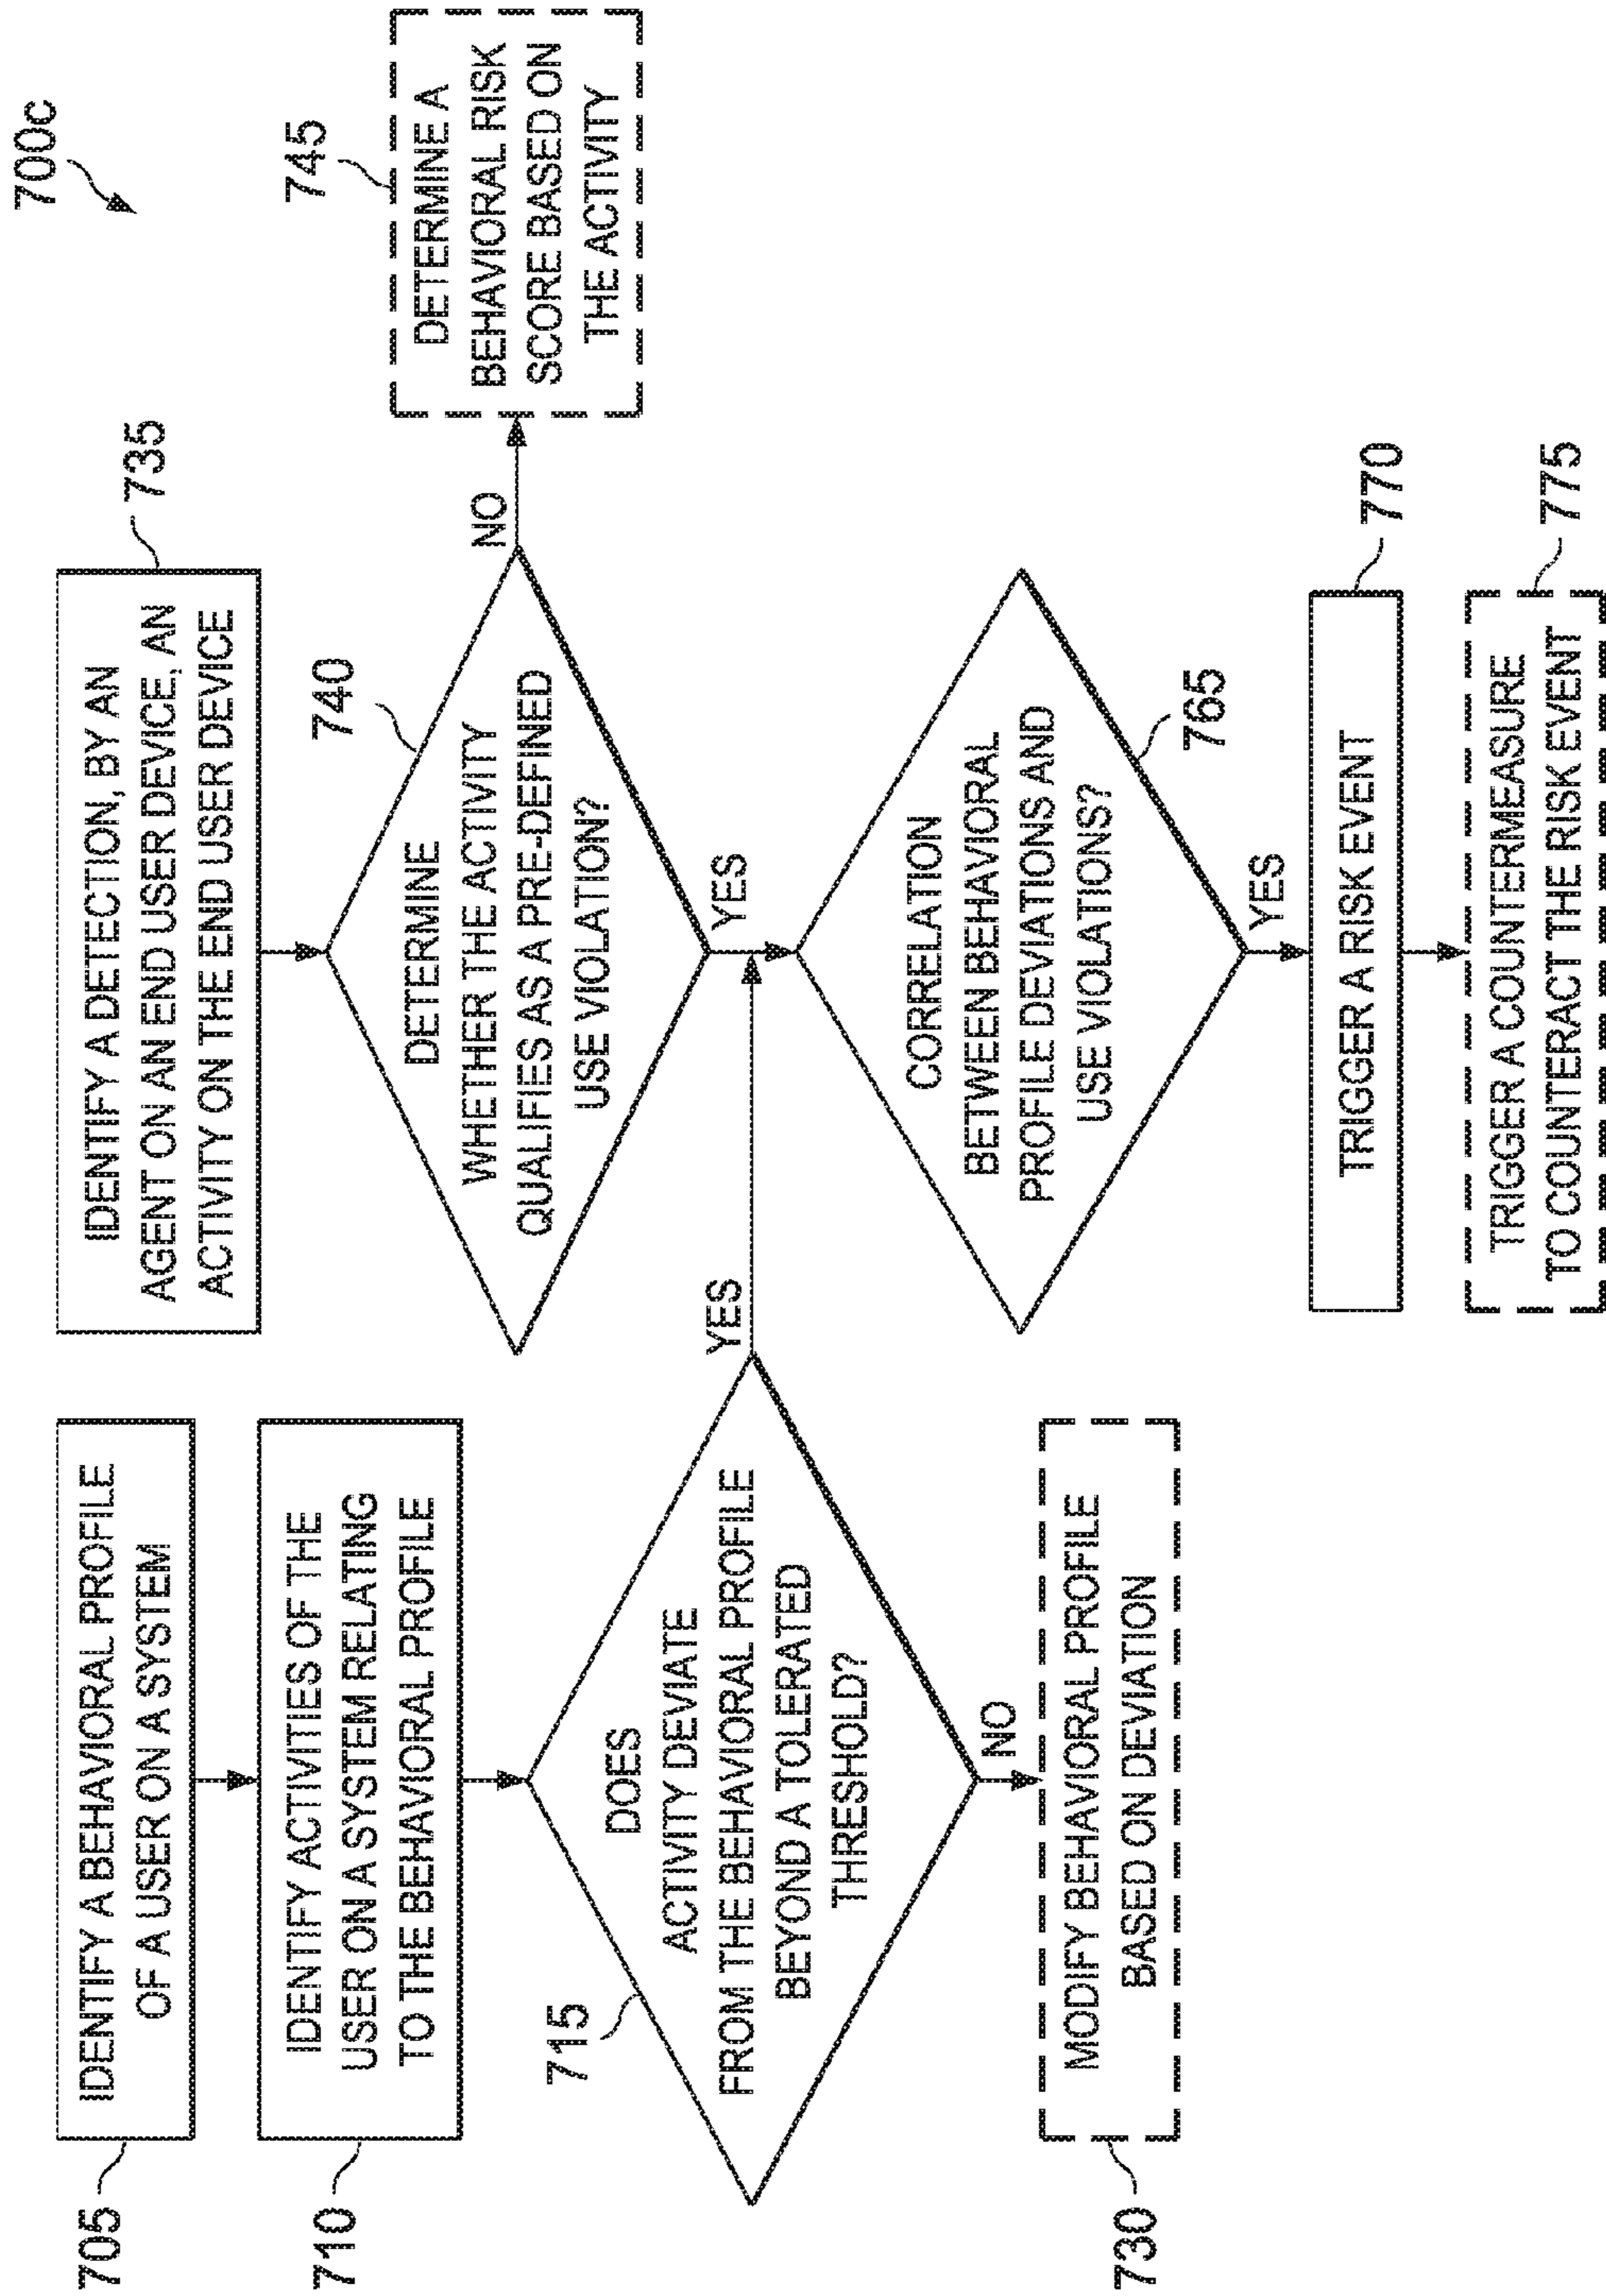 700c
705
IDENTIFY A BEHAVIORAL PROFILE
OF A USER ON A SYSTEM
710
IDENTIFY ACTIVITIES OF THE
USER ON A SYSTEM RELATING
TO THE BEHAVIORAL PROFILE
715
DOES
ACTIVITY DEVIATE
FROM THE BEHAVIORAL PROFILE
BEYOND A TOLERATED
THRESHOLD?
YES
NO
730
MODIFY BEHAVIORAL PROFILE
BASED ON DEVIATION
735
IDENTIFY A DETECTION, BY AN
AGENT ON AN END USER DEVICE, AN
ACTIVITY ON THE END USER DEVICE
740
DETERMINE
WHETHER THE ACTIVITY
QUALIFIES AS A PRE-DEFINED
USE VIOLATION?
NO
745
DETERMINE A
BEHAVIORAL RISK
SCORE BASED ON
THE ACTIVITY
YES
CORRELATION
BETWEEN BEHAVIORAL
PROFILE DEVIATIONS AND
USE VIOLATIONS?
765
YES
TRIGGER A RISK EVENT
770
TRIGGER A COUNTERMEASURE
TO COUNTERACT THE RISK EVENT
775